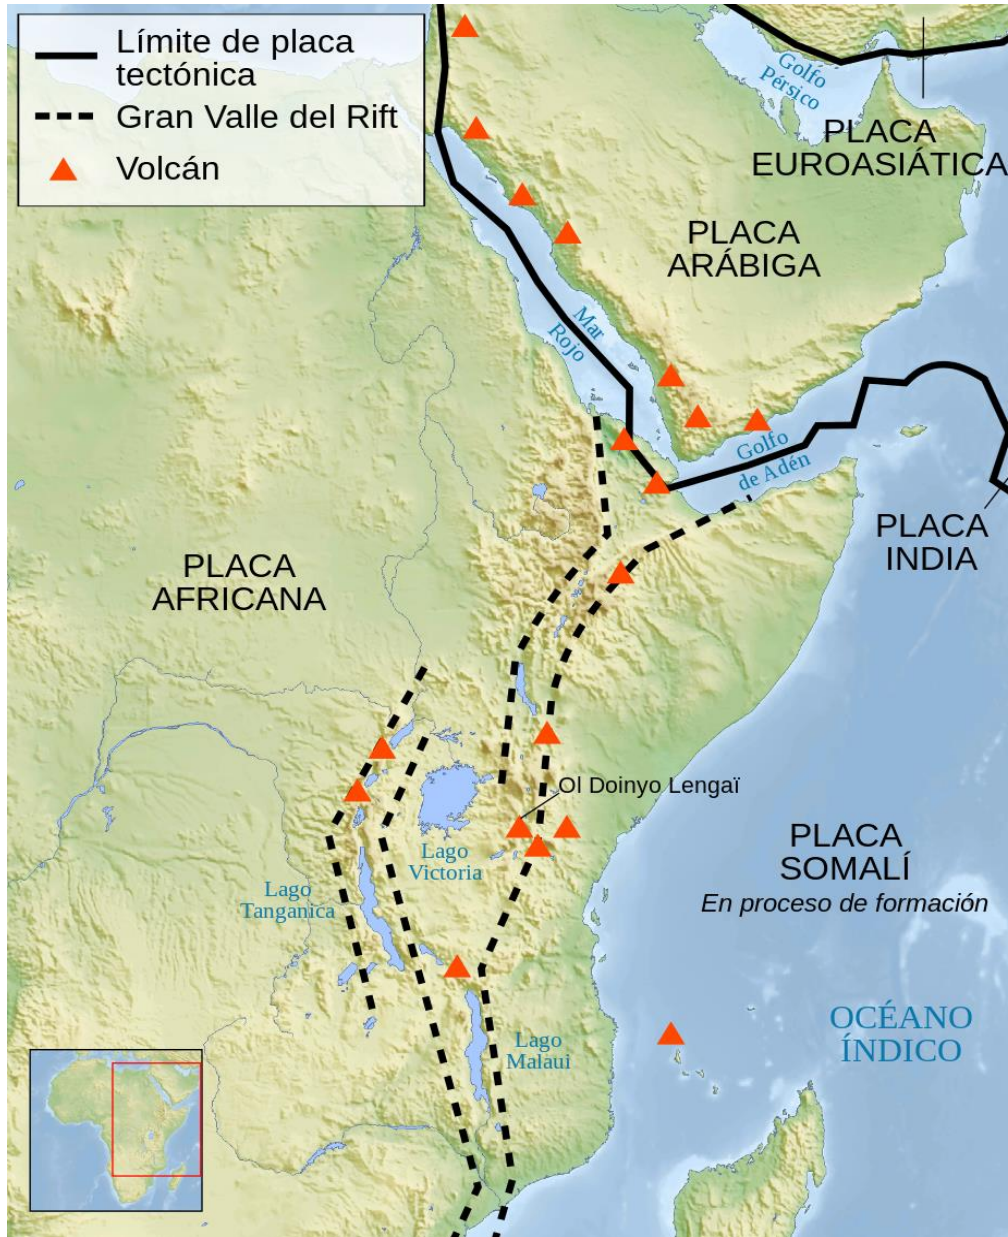 Límite de placa
tectónica
Gran Valle del Rift
Volcán
Golfo
Pérsico
PLACA
EUROASIÁTICA
PLACA
ARÁBIGA
Mar
Rojo
Golfo
de Adén
PLACA
INDIA
PLACA
AFRICANA
Ol Doinyo Lengaï
Lago
Victoria
PLACA
SOMALÍ
En proceso de formación
Lago
Tanganica
OCÉANO
ÍNDICO
Lago
Malaui